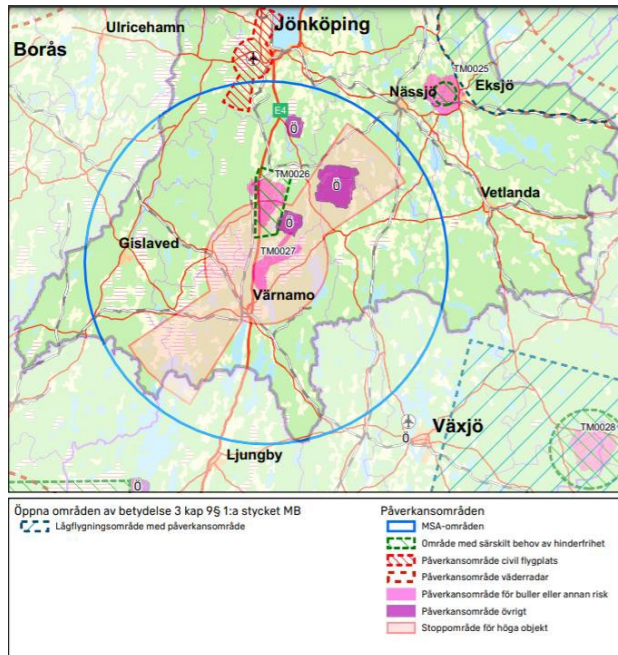 Ulricehamn
Jönköping
Borås
TM0025
Eksjö
Nässjö
E4
Ö
TM0026
Ö
Vetlanda
Ö
Gislaved
TM0027
Värnamo
Växjö
Ö
TM0028
Ljungby
Ö
Öppna områden av betydelse 3 kap 9§ 1:a stycket MB
Lågflygningsområde med påverkansområde
Påverkansområden
MSA-områden
Område med särskilt behov av hinderfrihet
Påverkansområde civil flygplats
Påverkansområde väderradar
Påverkansområde för buller eller annan risk
Påverkansområde övrigt
Stoppområde för höga objekt